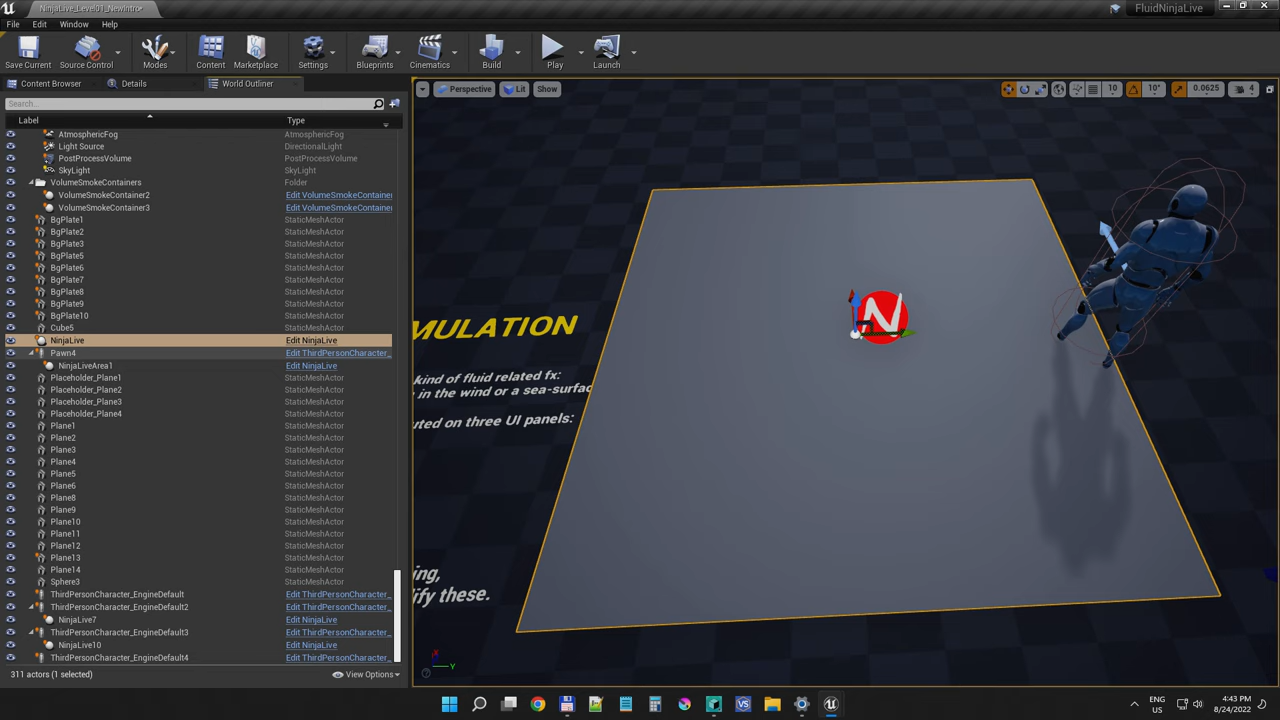 NinjaLive_Level01_NewIntro•
FluidNinjaLive
File Edit Window Help
Save Current Source Control Modes Content Marketplace Settings Blueprints Cinematics Build Play Launch
Content Browser Details World Outliner
Search...
Perspective Lit Show 10 10° 0.0625 4
Label Type
AtmosphericFog AtmosphericFog
Light Source DirectionalLight
PostProcessVolume PostProcessVolume
SkyLight SkyLight
VolumeSmokeContainers Folder
VolumeSmokeContainer2 Edit VolumeSmokeContainer
VolumeSmokeContainer3 Edit VolumeSmokeContainer
BgPlate1 StaticMeshActor
BgPlate2 StaticMeshActor
BgPlate3 StaticMeshActor
BgPlate5 StaticMeshActor
BgPlate6 StaticMeshActor
BgPlate7 StaticMeshActor
BgPlate8 StaticMeshActor
BgPlate9 StaticMeshActor
BgPlate10 StaticMeshActor
Cube5 StaticMeshActor
NinjaLive Edit NinjaLive
Pawn4 Edit ThirdPersonCharacter_
NinjaLiveArea1 Edit NinjaLive
Placeholder_Plane1 StaticMeshActor
Placeholder_Plane2 StaticMeshActor
Placeholder_Plane3 StaticMeshActor
Placeholder_Plane4 StaticMeshActor
Plane1 StaticMeshActor
Plane2 StaticMeshActor
Plane3 StaticMeshActor
Plane4 StaticMeshActor
Plane5 StaticMeshActor
Plane6 StaticMeshActor
Plane8 StaticMeshActor
Plane9 StaticMeshActor
Plane10 StaticMeshActor
Plane11 StaticMeshActor
Plane12 StaticMeshActor
Plane13 StaticMeshActor
Plane14 StaticMeshActor
Sphere3 StaticMeshActor
ThirdPersonCharacter_EngineDefault Edit ThirdPersonCharacter_
ThirdPersonCharacter_EngineDefault2 Edit ThirdPersonCharacter_
NinjaLive7 Edit NinjaLive
ThirdPersonCharacter_EngineDefault3 Edit ThirdPersonCharacter_
NinjaLive10 Edit NinjaLive
ThirdPersonCharacter_EngineDefault4 Edit ThirdPersonCharacter_
311 actors (1 selected) View Options
MULATION
kind of fluid related fx:
in the wind or a sea-surfa
uted on three UI panels:
N
ing,
ify these.
X
Y
VS
ENG
US
4:43 PM
8/24/2022